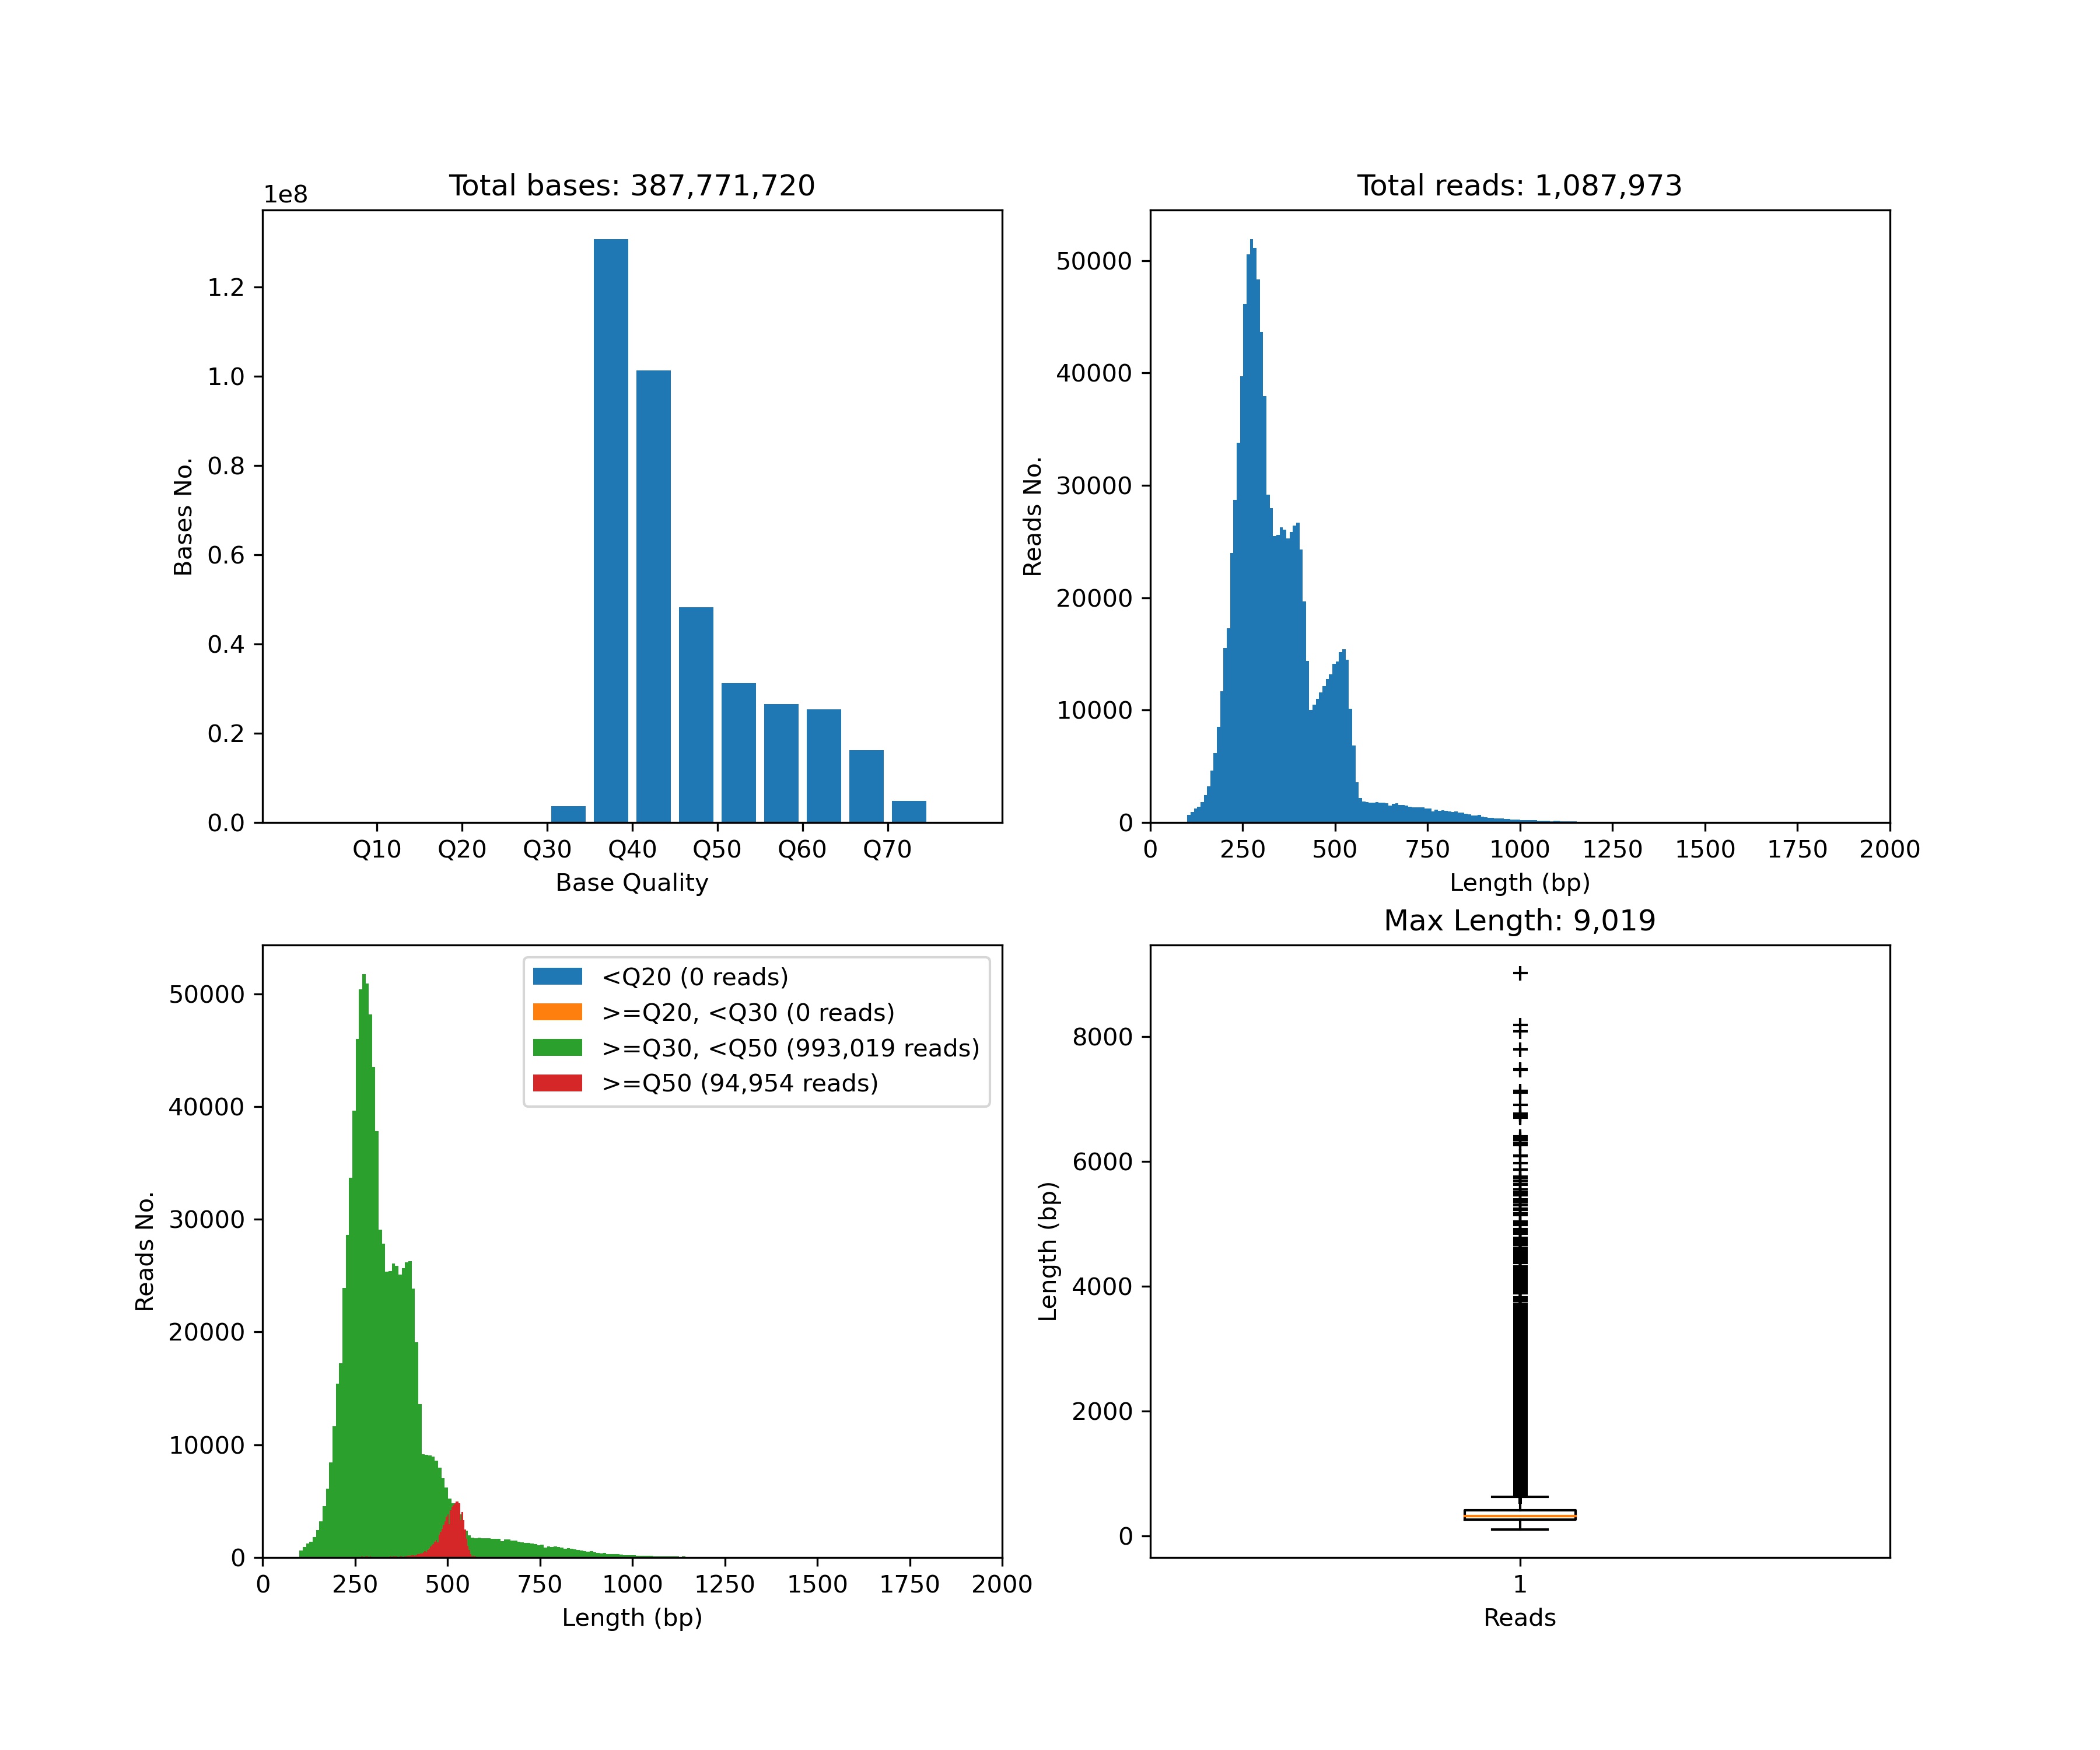 Total bases: 387,771,720
1e8
1.2
1.0
0.8
0.6
0.4
0.2
0.0
Bases No.
Q10 Q20 Q30 Q40 Q50 Q60 Q70
Base Quality
Total reads: 1,087,973
50000
40000
30000
20000
10000
0
Reads No.
0 250 500 750 1000 1250 1500 1750 2000
Length (bp)
<Q20 (0 reads)
>=Q20, <Q30 (0 reads)
>=Q30, <Q50 (993,019 reads)
>=Q50 (94,954 reads)
50000
40000
30000
20000
10000
0
Reads No.
0 250 500 750 1000 1250 1500 1750 2000
Length (bp)
Max Length: 9,019
8000
6000
4000
2000
0
Length (bp)
1
Reads